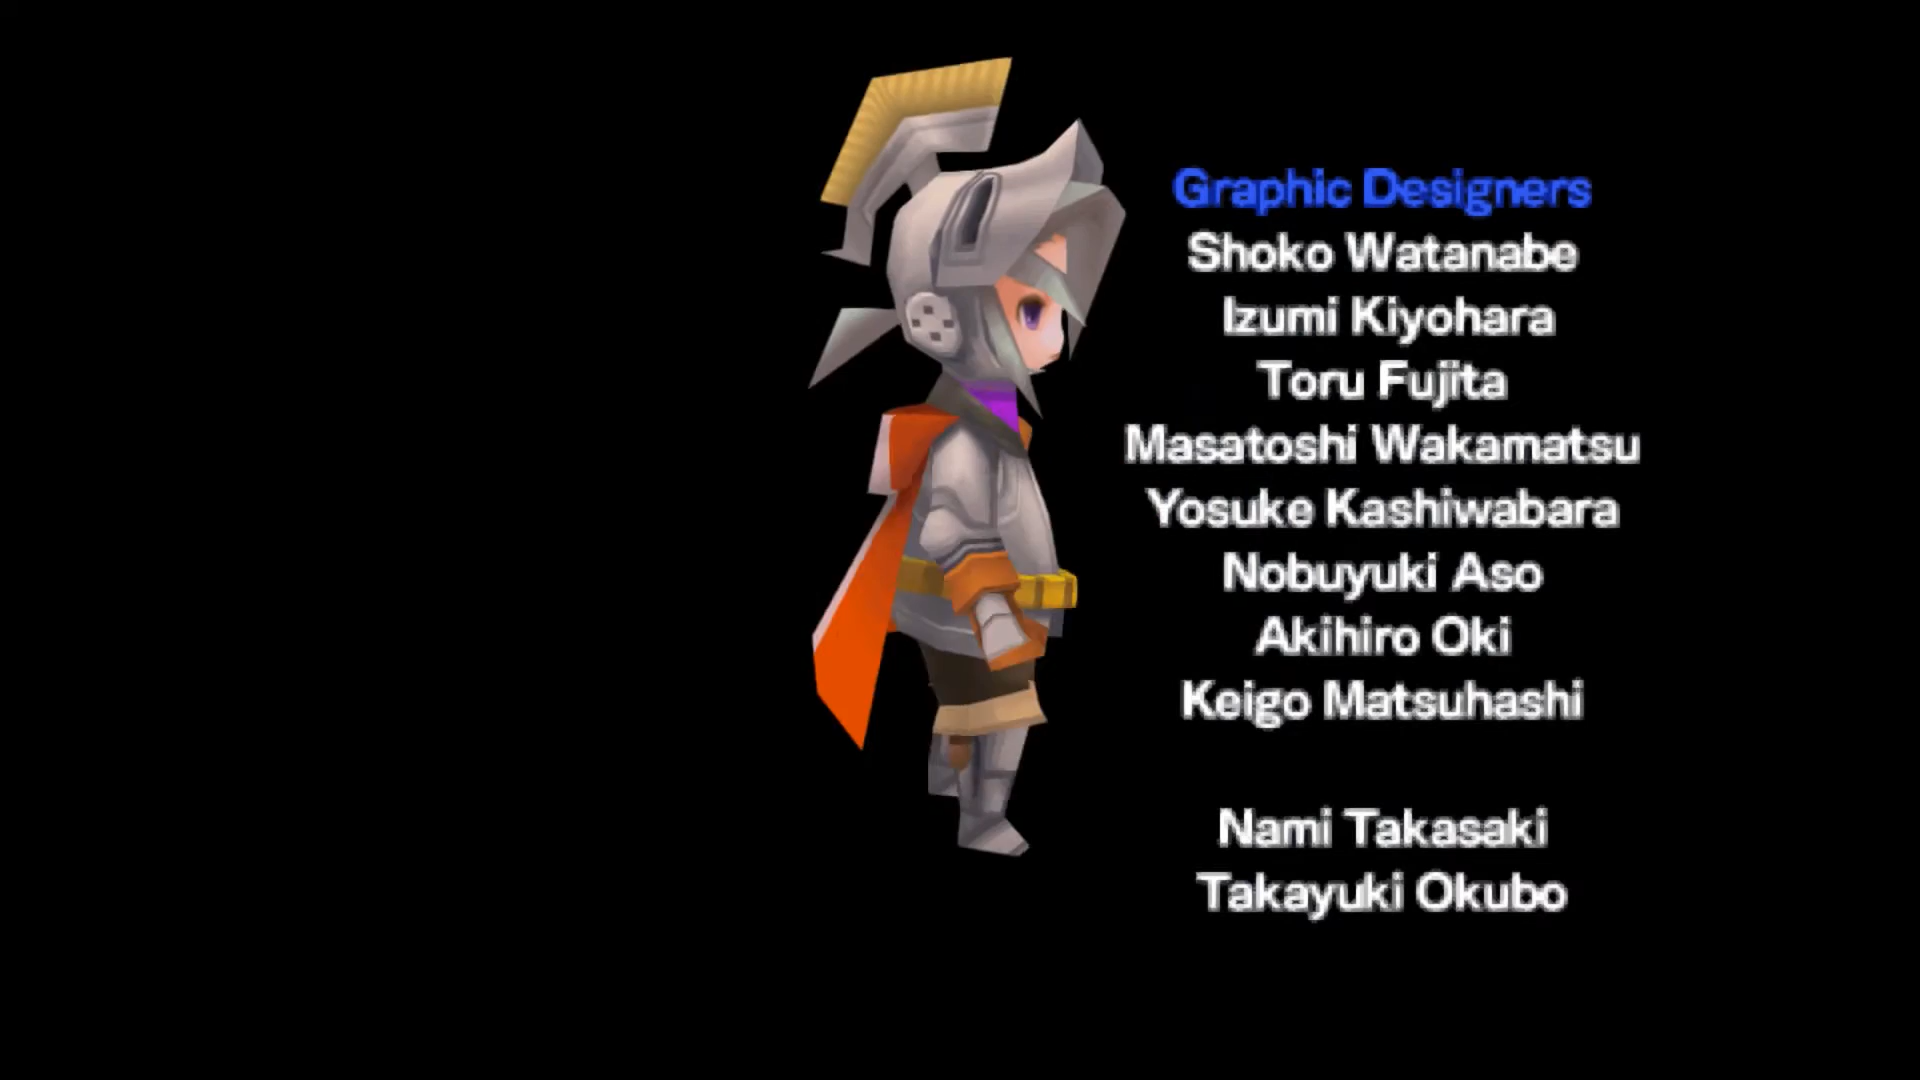 Graphic Designers
Shoko Watanabe
Izumi Kiyohara
Toru Fujita
Masatoshi Wakamatsu
Yosuke Kashiwabara
Nobuyuki Aso
Akihiro Oki
Keigo Matsuhashi
Nami Takasaki
Takayuki Okubo